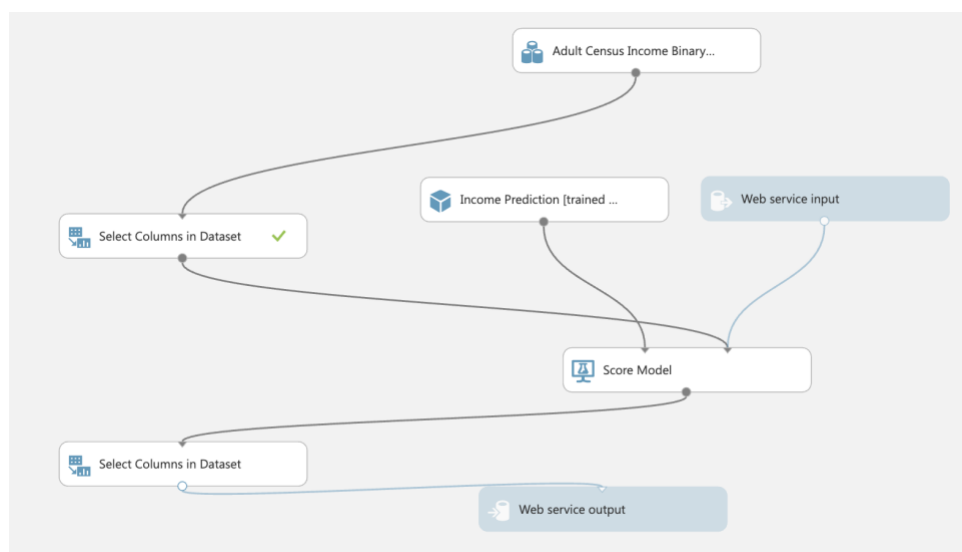 Adult Census Income Binary...
Income Prediction [trained ...
Web service input
Select Columns in Dataset
Score Model
Select Columns in Dataset
Web service output